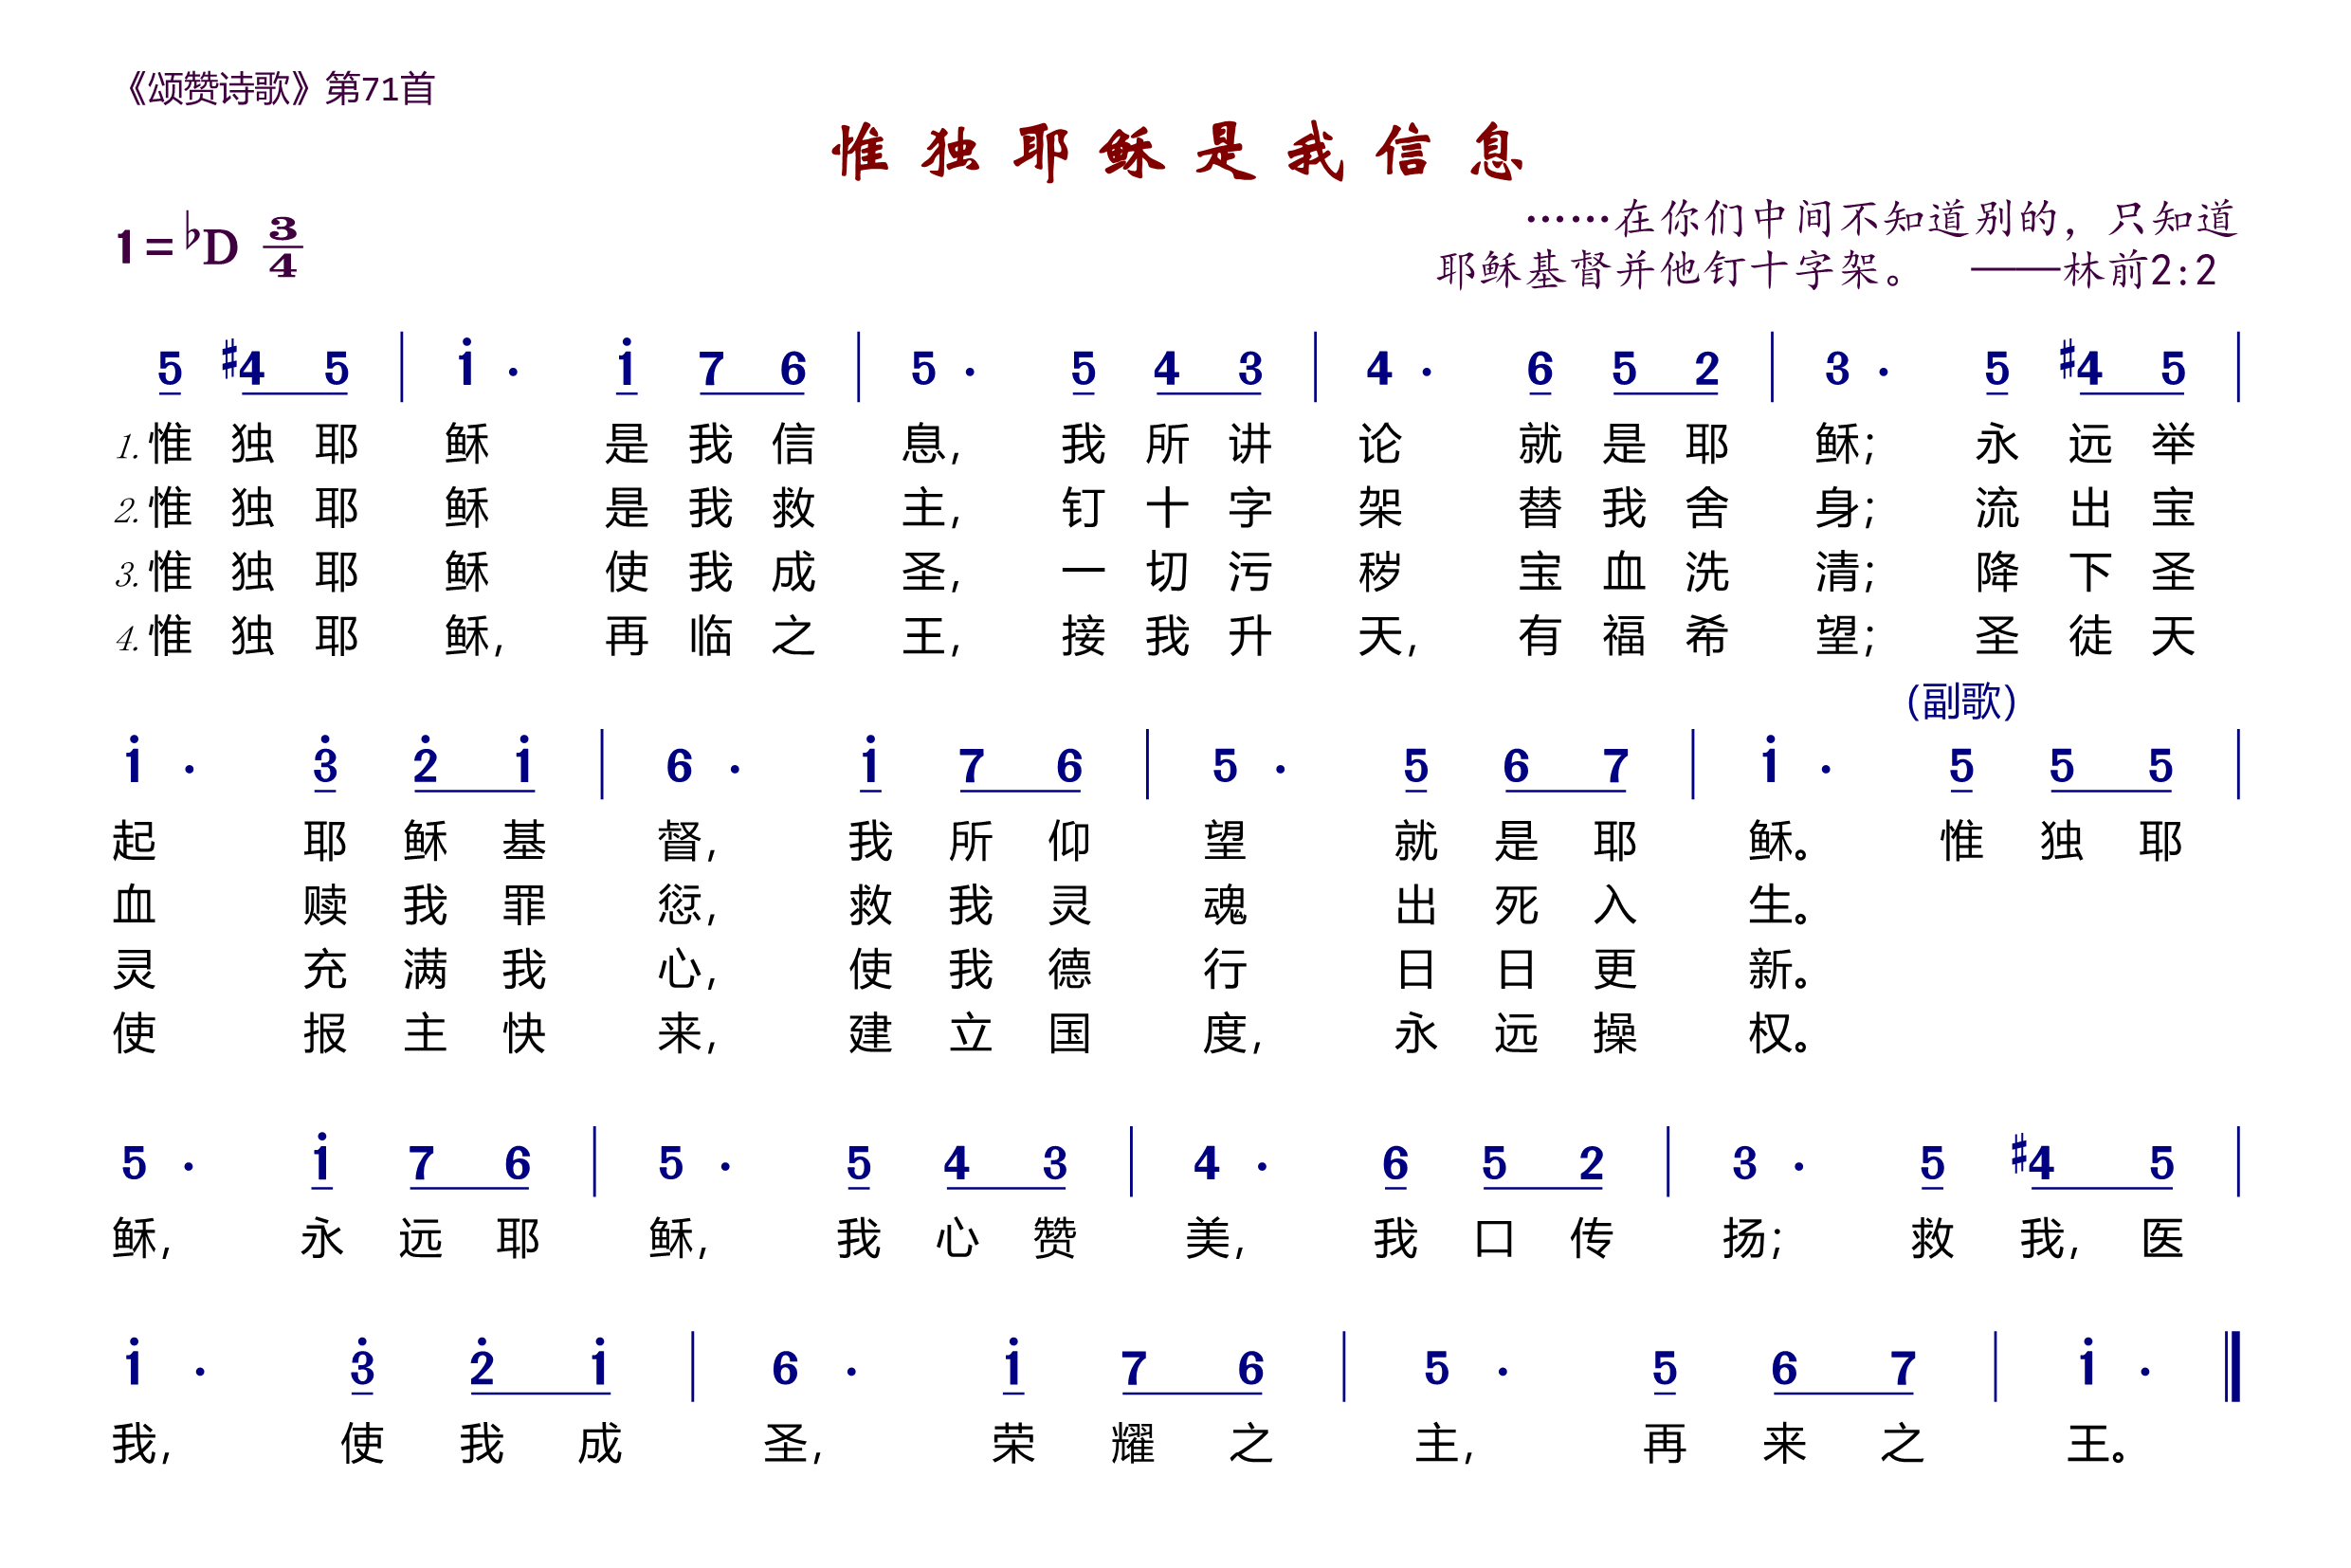 《颂赞诗歌》第71首
惟独耶稣是我信息
1=♭D 3/4
……在你们中间不知道别的，只知道
耶稣基督并他钉十字架。 ——林前2:2
5 #4 5 | i · i 7 6 | 5 · 5 4 3 | 4 · 6 5 2 | 3 · 5 #4 5 |
1.惟独耶稣是我信息，我所讲论就是耶稣；永远举
2.惟独耶稣是我救主，钉十字架替我舍身；流出宝
3.惟独耶稣使我成圣，一切污秽宝血洗清；降下圣
4.惟独耶稣，再临之王，接我升天，有福希望；圣徒天
(副歌)
i · 3̇ 2̇ i | 6 · i 7 6 | 5 · 5 6 7 | i · 5 5 5 |
起耶稣基督，我所仰望就是耶稣。惟独耶
血赎我罪愆，救我灵魂出死入生。
灵充满我心，使我德行日日更新。
使报主快来，建立国度，永远操权。
5 · i 7 6 | 5 · 5 4 3 | 4 · 6 5 2 | 3 · 5 #4 5 |
稣，永远耶稣，我心赞美，我口传扬；救我，医
i · 3̇ 2̇ i | 6 · i 7 6 | 5 · 5 6 7 | i · ‖
我，使我成圣，荣耀之主，再来之王。